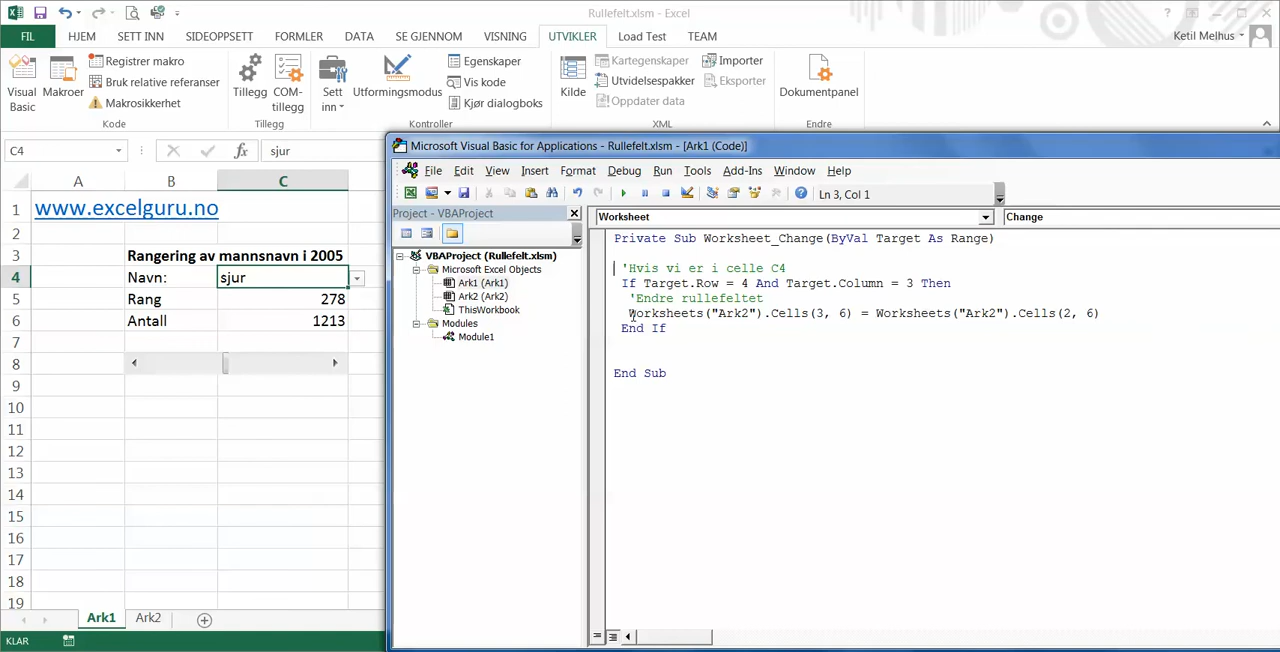 Rullefelt.xlsm - Excel
FIL HJEM SETT INN SIDEOPPSETT FORMLER DATA SE GJENNOM VISNING UTVIKLER Load Test TEAM Ketil Melhus
Visual Basic
Makroer
Registrer makro
Bruk relative referanser
Makrosikkerhet
Kode
Tillegg
COM-tillegg
Tillegg
Sett inn
Utformingsmodus
Egenskaper
Vis kode
Kjør dialogboks
Kontroller
Kilde
Kartegenskaper
Utvidelsespakker
Oppdater data
Importer
Eksporter
XML
Dokumentpanel
Endre
C4 fx sjur
A B C
1 www.excelguru.no
2
3 Rangering av mannsnavn i 2005
4 Navn: sjur
5 Rang 278
6 Antall 1213
7
8
9
10
11
12
13
14
15
16
17
18
19
Ark1 Ark2
KLAR
Microsoft Visual Basic for Applications - Rullefelt.xlsm - [Ark1 (Code)]
File Edit View Insert Format Debug Run Tools Add-Ins Window Help
Ln 3, Col 1
Project - VBAProject
VBAProject (Rullefelt.xlsm)
Microsoft Excel Objects
Ark1 (Ark1)
Ark2 (Ark2)
ThisWorkbook
Modules
Module1
Worksheet Change
Private Sub Worksheet_Change(ByVal Target As Range)
'Hvis vi er i celle C4
If Target.Row = 4 And Target.Column = 3 Then
'Endre rullefeltet
Worksheets("Ark2").Cells(3, 6) = Worksheets("Ark2").Cells(2, 6)
End If
End Sub